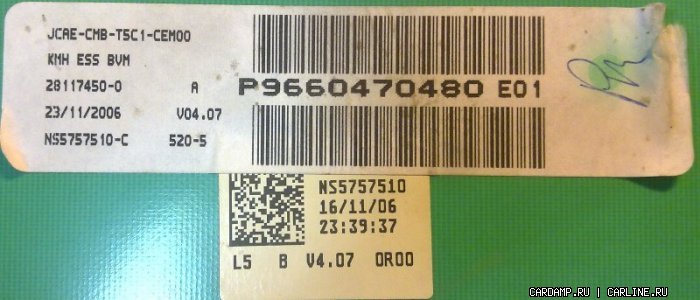 JCAE-CMB-T5C1-CEM00
KMH ESS BVM
28117450-0 A
23/11/2006 V04.07
NS5757510-C 520-5
P9660470480 E01
NS5757510
16/11/06
23:39:37
L5 B V4.07 0R00
CARDAMP.RU | CARLINE.RU